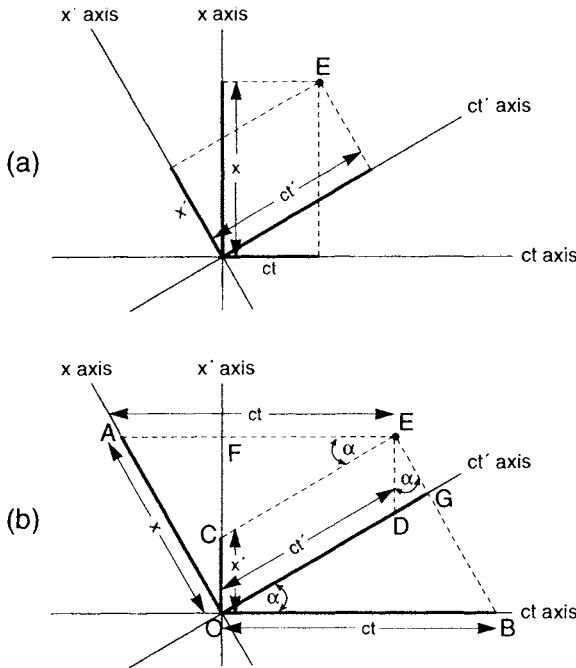 x′ axis
x axis
E
ct′ axis
(a)
x
ct′
x′
ct axis
ct
x axis
x′ axis
ct
A
E
F
α
ct′ axis
α
G
(b)
x
C
D
ct′
x′
α
O
B
ct axis
ct